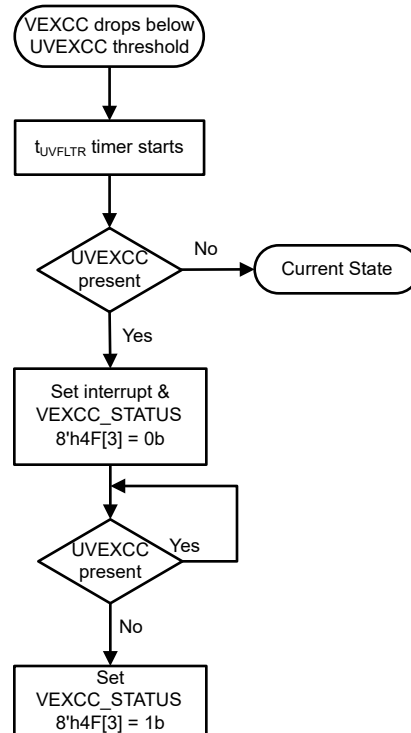 VEXCC drops below
UVEXCC threshold
tUVFLTR timer starts
UVEXCC
present
No
Current State
Yes
Set interrupt &
VEXCC_STATUS
8'h4F[3] = 0b
UVEXCC
present
Yes
No
Set
VEXCC_STATUS
8'h4F[3] = 1b